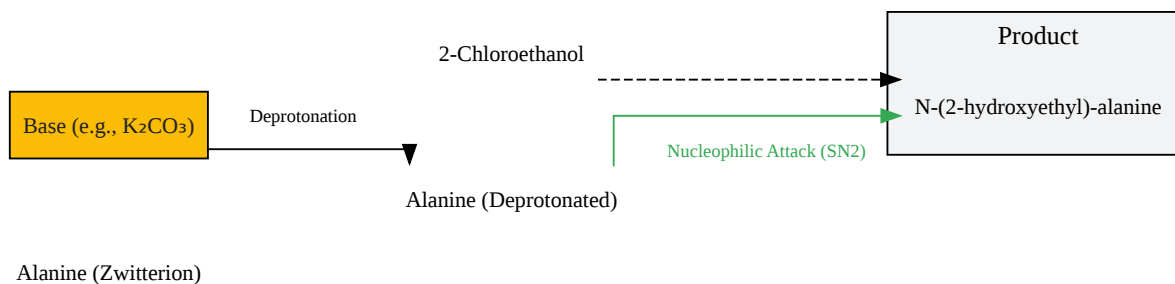 Product
2-Chloroethanol
N-(2-hydroxyethyl)-alanine
Base (e.g., K₂CO₃)
Deprotonation
Nucleophilic Attack (SN2)
Alanine (Deprotonated)
Alanine (Zwitterion)